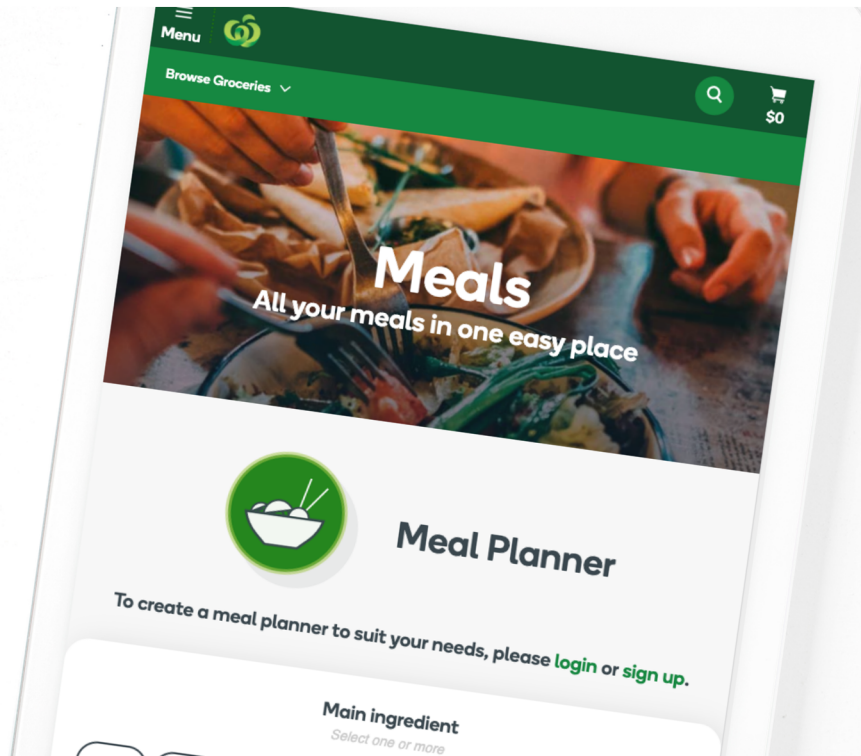 Menu
Browse Groceries
$0
Meals
All your meals in one easy place
Meal Planner
To create a meal planner to suit your needs, please login or sign up.
Main ingredient
Select one or more